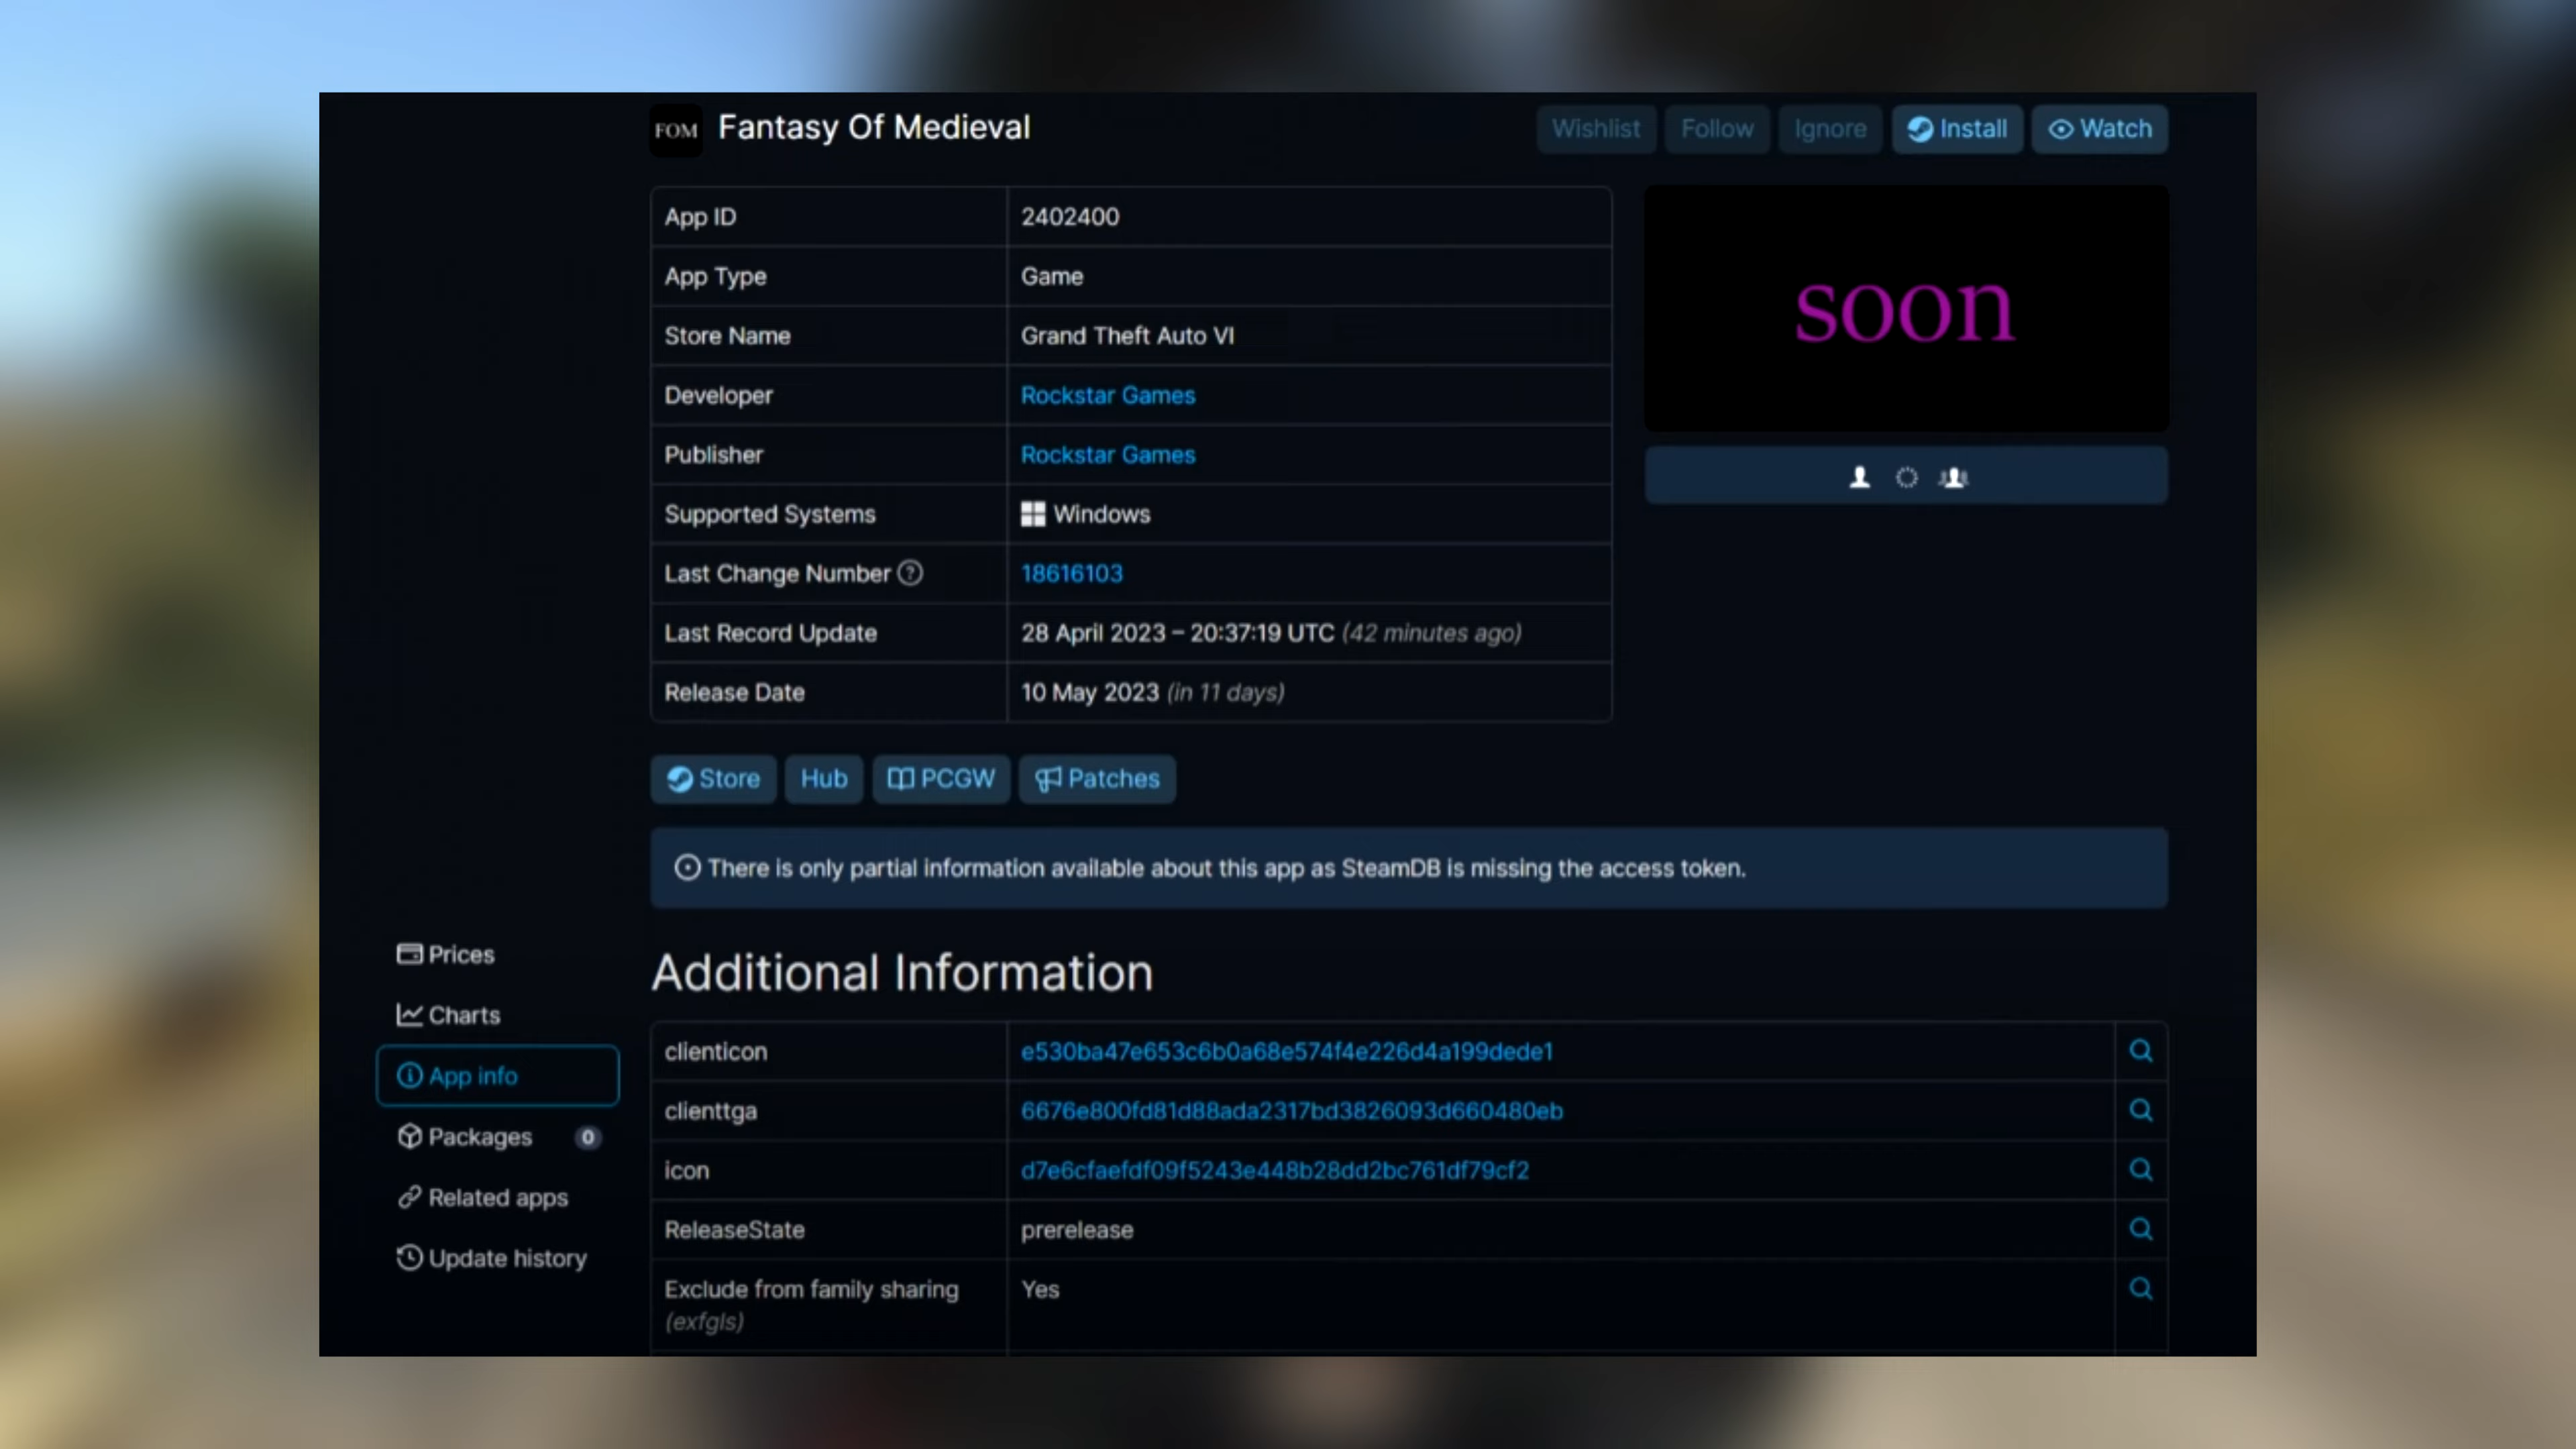 FOM Fantasy Of Medieval
Wishlist Follow Ignore Install Watch
App ID 2402400
App Type Game
Store Name Grand Theft Auto VI
Developer Rockstar Games
Publisher Rockstar Games
Supported Systems Windows
Last Change Number 18616103
Last Record Update 28 April 2023 – 20:37:19 UTC (42 minutes ago)
Release Date 10 May 2023 (in 11 days)
soon
Store Hub PCGW Patches
There is only partial information available about this app as SteamDB is missing the access token.
Prices
Charts
App info
Packages 0
Related apps
Update history
Additional Information
clienticon e530ba47e653c6b0a68e574f4e226d4a199dede1
clienttga 6676e800fd81d88ada2317bd3826093d660480eb
icon d7e6cfaefdf09f5243e448b28dd2bc761df79cf2
ReleaseState prerelease
Exclude from family sharing Yes
(exfgls)